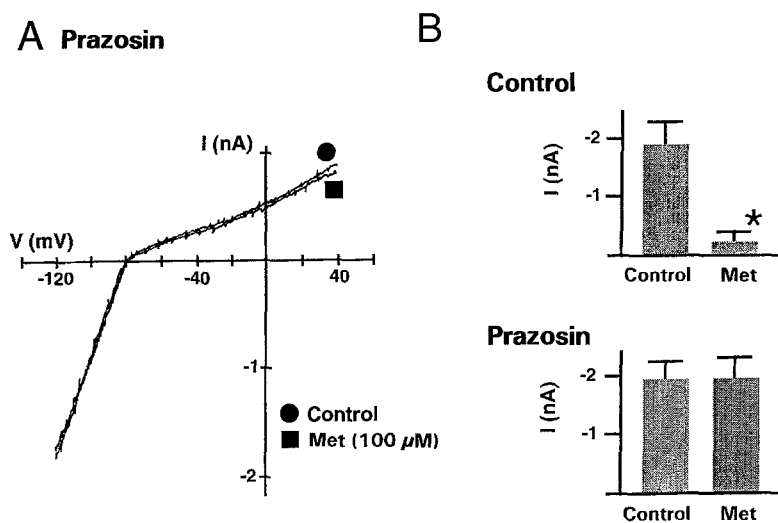 A Prazosin
I (nA)
V (mV)
-120
-40
40
-1
-2
Control
Met (100 µM)
B
Control
I (nA)
-2
-1
*
Control Met
Prazosin
I (nA)
-2
-1
Control Met